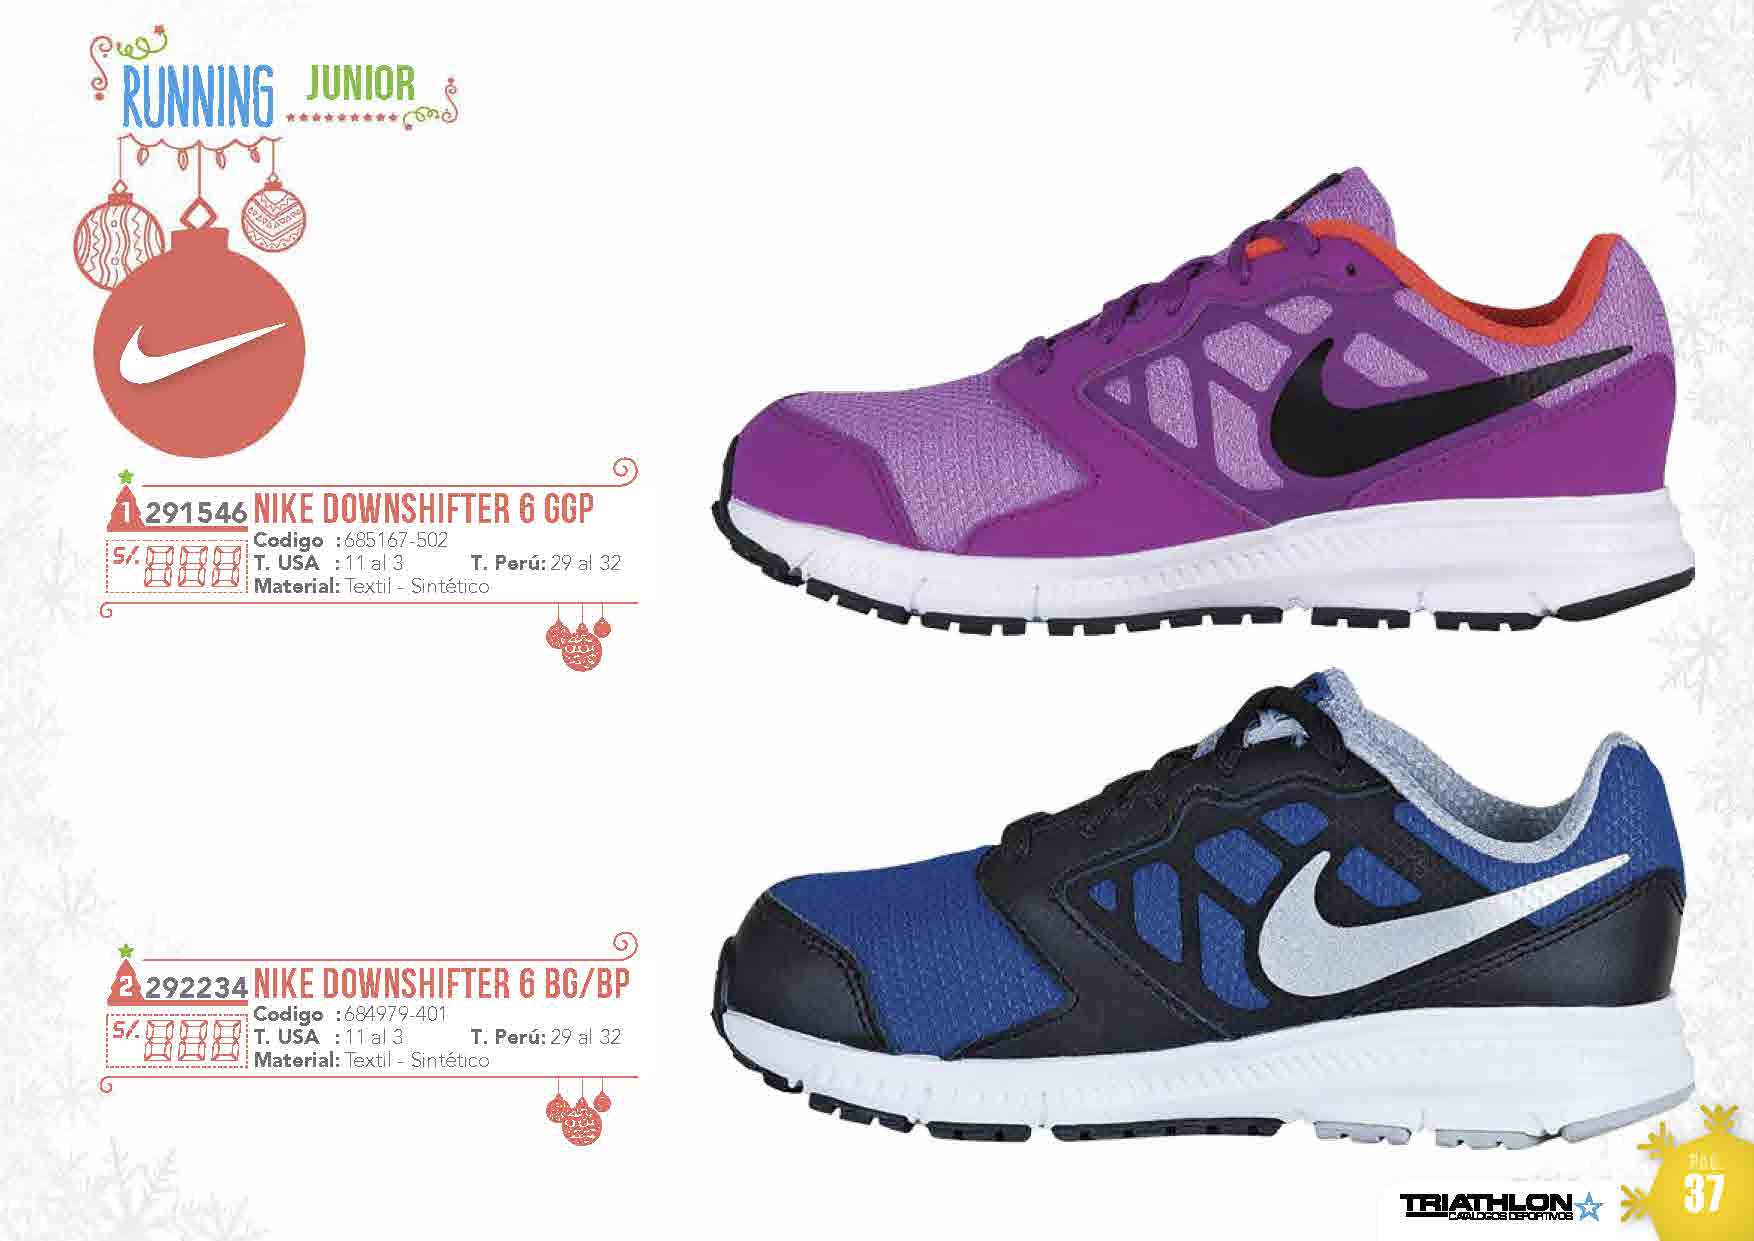 RUNNING JUNIOR
1 291546 NIKE DOWNSHIFTER 6 GGP
S/. 888
Codigo : 685167-502
T. USA : 11 al 3 T. Perú: 29 al 32
Material: Textil - Sintético
2 292234 NIKE DOWNSHIFTER 6 BG/BP
S/. 888
Codigo : 684979-401
T. USA : 11 al 3 T. Perú: 29 al 32
Material: Textil - Sintético
TRIATHLON
CATALOGOS DEPORTIVOS
PAG.
37